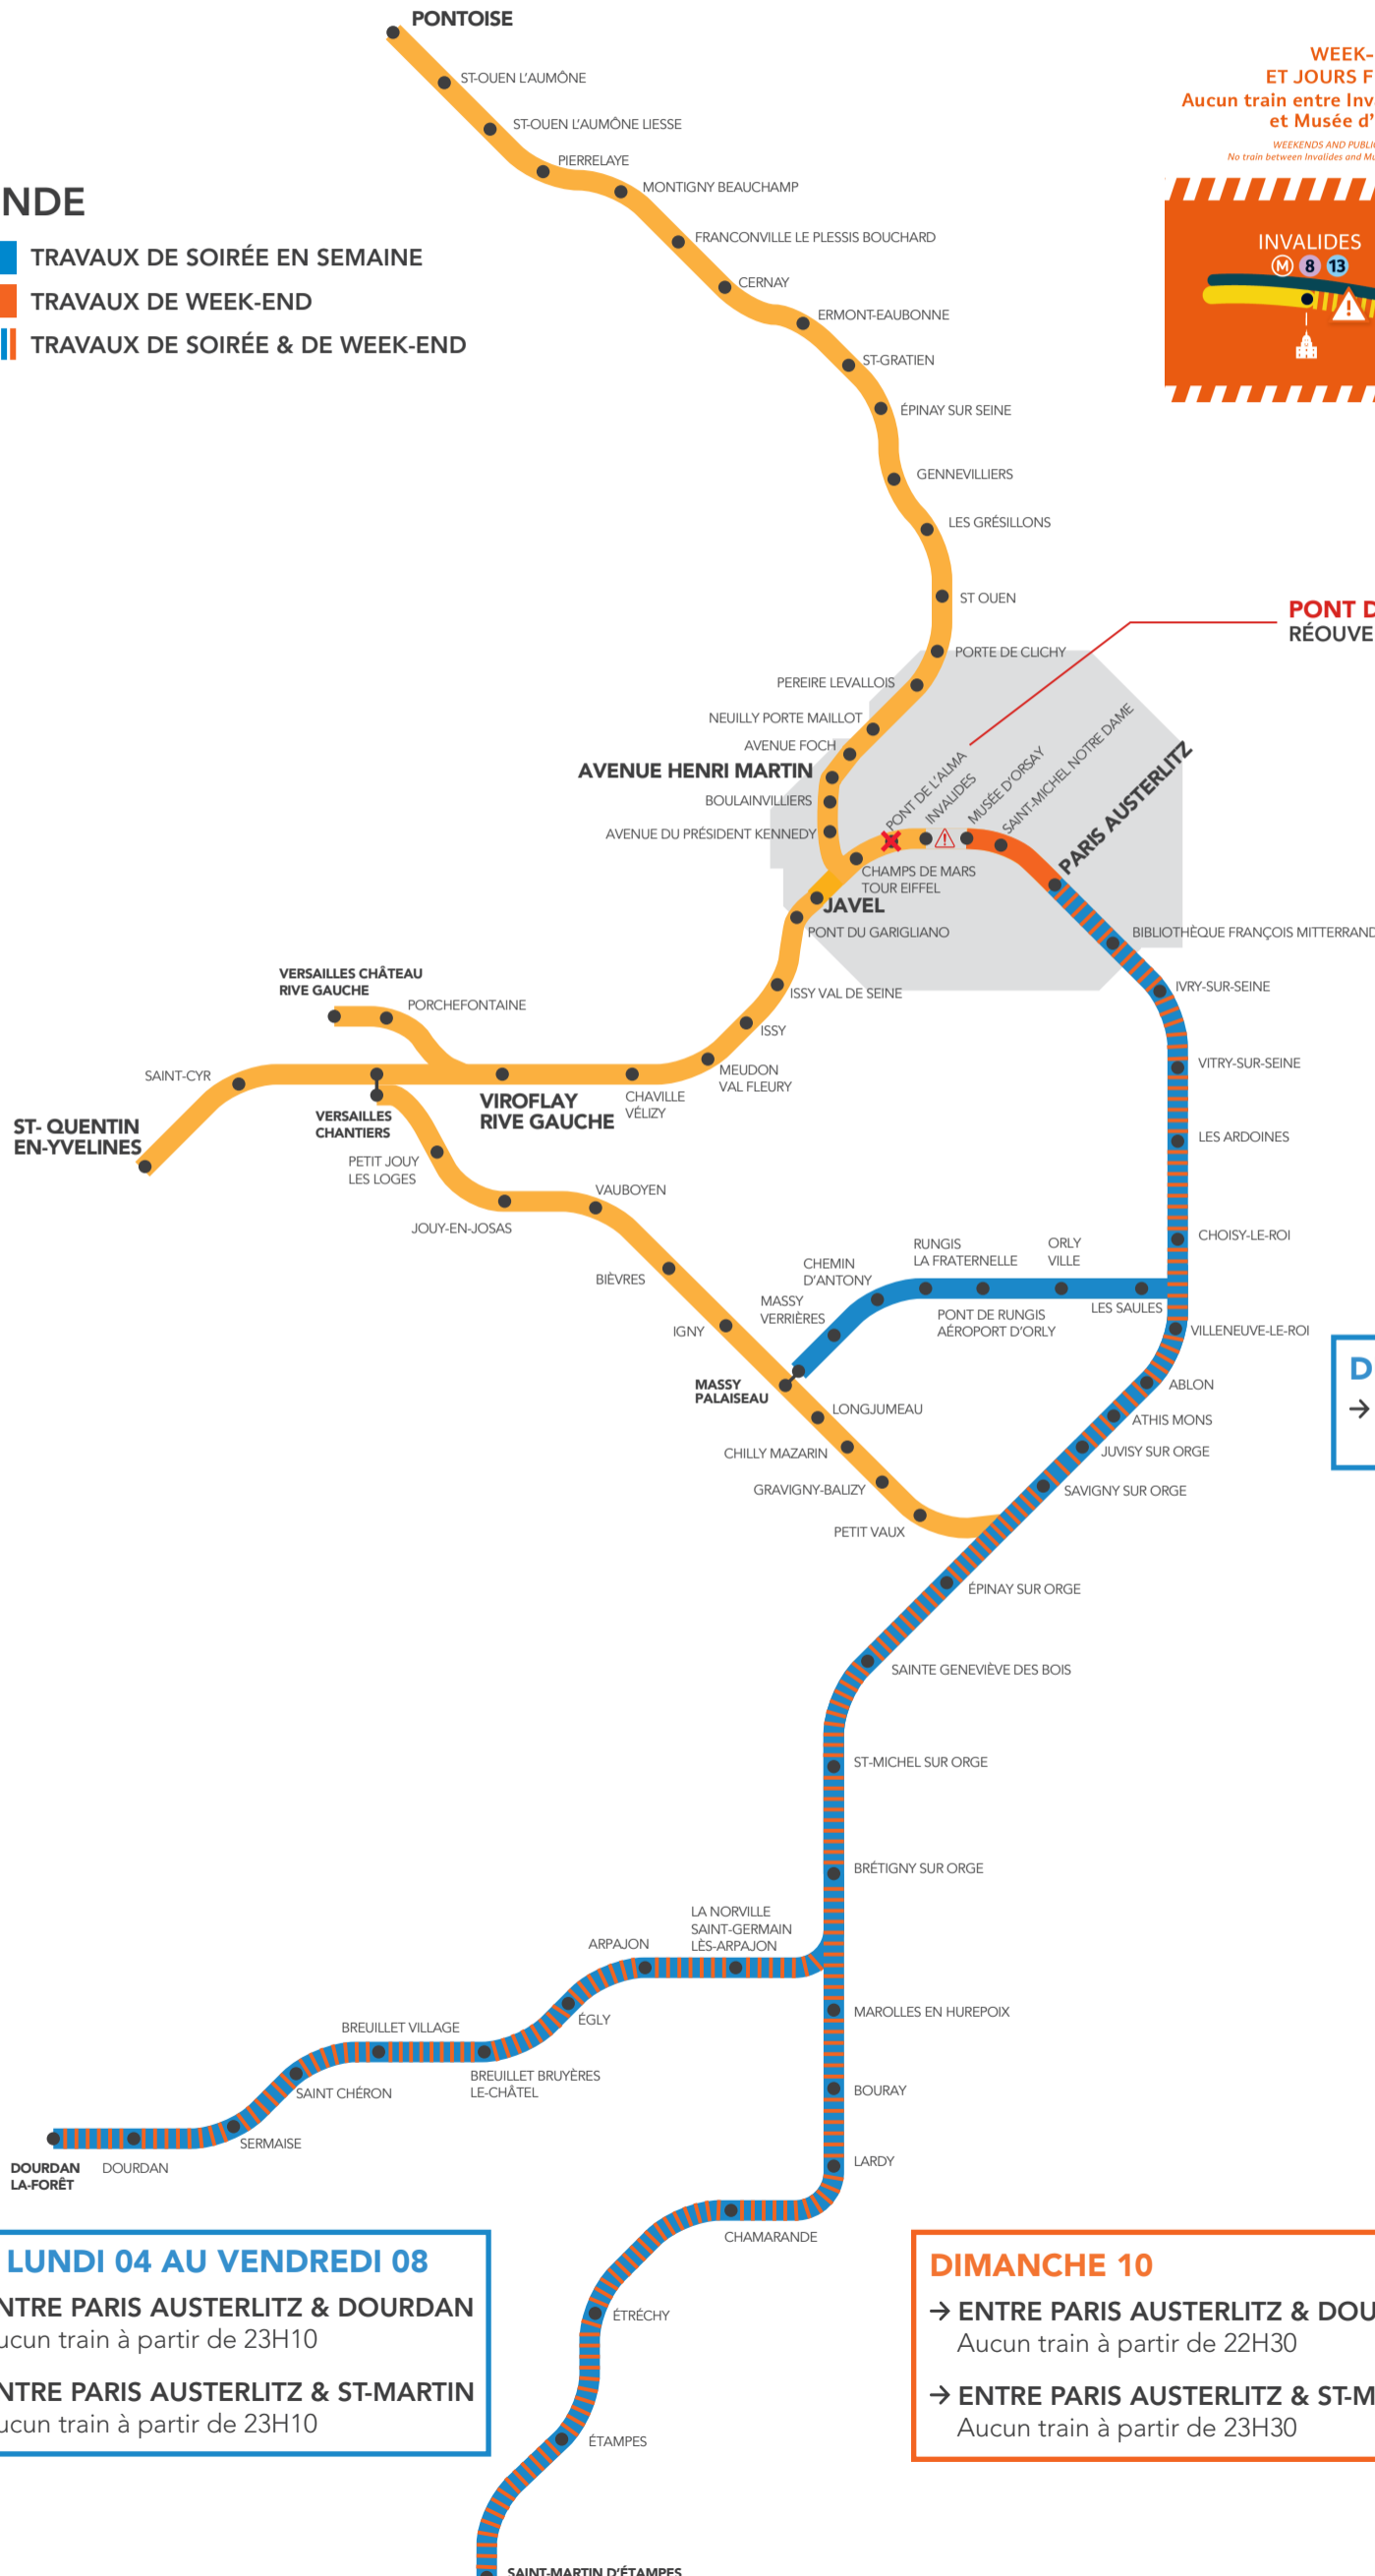 PONTOISE
ST-OUEN L'AUMÔNE
ST-OUEN L'AUMÔNE LIESSE
PIERRELAYE
MONTIGNY BEAUCHAMP
FRANCONVILLE LE PLESSIS BOUCHARD
CERNAY
ERMONT-EAUBONNE
ST-GRATIEN
ÉPINAY SUR SEINE
GENNEVILLIERS
LES GRÉSILLONS
ST OUEN
PORTE DE CLICHY
PEREIRE LEVALLOIS
NEUILLY PORTE MAILLOT
AVENUE FOCH
AVENUE HENRI MARTIN
BOULAINVILLIERS
AVENUE DU PRÉSIDENT KENNEDY
NDE
TRAVAUX DE SOIRÉE EN SEMAINE
TRAVAUX DE WEEK-END
TRAVAUX DE SOIRÉE & DE WEEK-END
WEEK-
ET JOURS F
Aucun train entre Inv
et Musée d'
WEEKENDS AND PUBLI
No train between Invalides and Mu
INVALIDES
M 8 13
PONT D
RÉOUVE
PONT DE L'ALMA
INVALIDES
MUSÉE D'ORSAY
SAINT-MICHEL NOTRE DAME
PARIS AUSTERLITZ
CHAMPS DE MARS
TOUR EIFFEL
JAVEL
PONT DU GARIGLIANO
ISSY VAL DE SEINE
ISSY
MEUDON
VAL FLEURY
CHAVILLE
VÉLIZY
VIROFLAY
RIVE GAUCHE
VERSAILLES CHÂTEAU
RIVE GAUCHE
PORCHEFONTAINE
SAINT-CYR
ST- QUENTIN
EN-YVELINES
VERSAILLES
CHANTIERS
PETIT JOUY
LES LOGES
JOUY-EN-JOSAS
VAUBOYEN
BIÈVRES
IGNY
MASSY
PALAISEAU
LONGJUMEAU
CHILLY MAZARIN
GRAVIGNY-BALIZY
PETIT VAUX
MASSY
VERRIÈRES
CHEMIN
D'ANTONY
RUNGIS
LA FRATERNELLE
PONT DE RUNGIS
AÉROPORT D'ORLY
ORLY
VILLE
LES SAULES
BIBLIOTHÈQUE FRANÇOIS MITTERRAND
IVRY-SUR-SEINE
VITRY-SUR-SEINE
LES ARDOINES
CHOISY-LE-ROI
VILLENEUVE-LE-ROI
ABLON
ATHIS MONS
JUVISY SUR ORGE
SAVIGNY SUR ORGE
D
→
ÉPINAY SUR ORGE
SAINTE GENEVIÈVE DES BOIS
ST-MICHEL SUR ORGE
BRÉTIGNY SUR ORGE
LA NORVILLE
SAINT-GERMAIN
LÈS-ARPAJON
ARPAJON
ÉGLY
BREUILLET BRUYÈRES
LE-CHÂTEL
BREUILLET VILLAGE
SAINT CHÉRON
SERMAISE
DOURDAN
DOURDAN
LA-FORÊT
MAROLLES EN HUREPOIX
BOURAY
LARDY
CHAMARANDE
ÉTRÉCHY
ÉTAMPES
SAINT-MARTIN D'ÉTAMPES
LUNDI 04 AU VENDREDI 08
NTRE PARIS AUSTERLITZ & DOURDAN
ucun train à partir de 23H10
NTRE PARIS AUSTERLITZ & ST-MARTIN
ucun train à partir de 23H10
DIMANCHE 10
→ ENTRE PARIS AUSTERLITZ & DOU
Aucun train à partir de 22H30
→ ENTRE PARIS AUSTERLITZ & ST-M
Aucun train à partir de 23H30